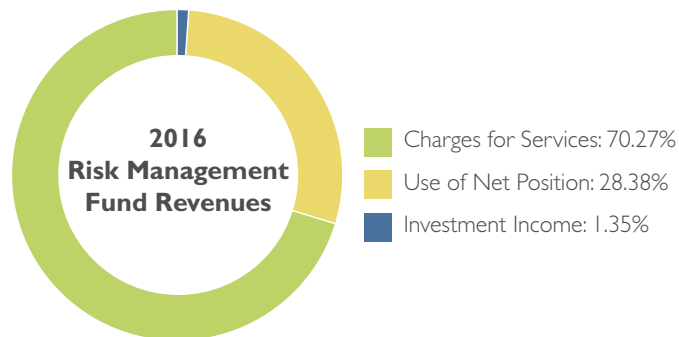 2016
Risk Management
Fund Revenues
Charges for Services: 70.27%
Use of Net Position: 28.38%
Investment Income: 1.35%